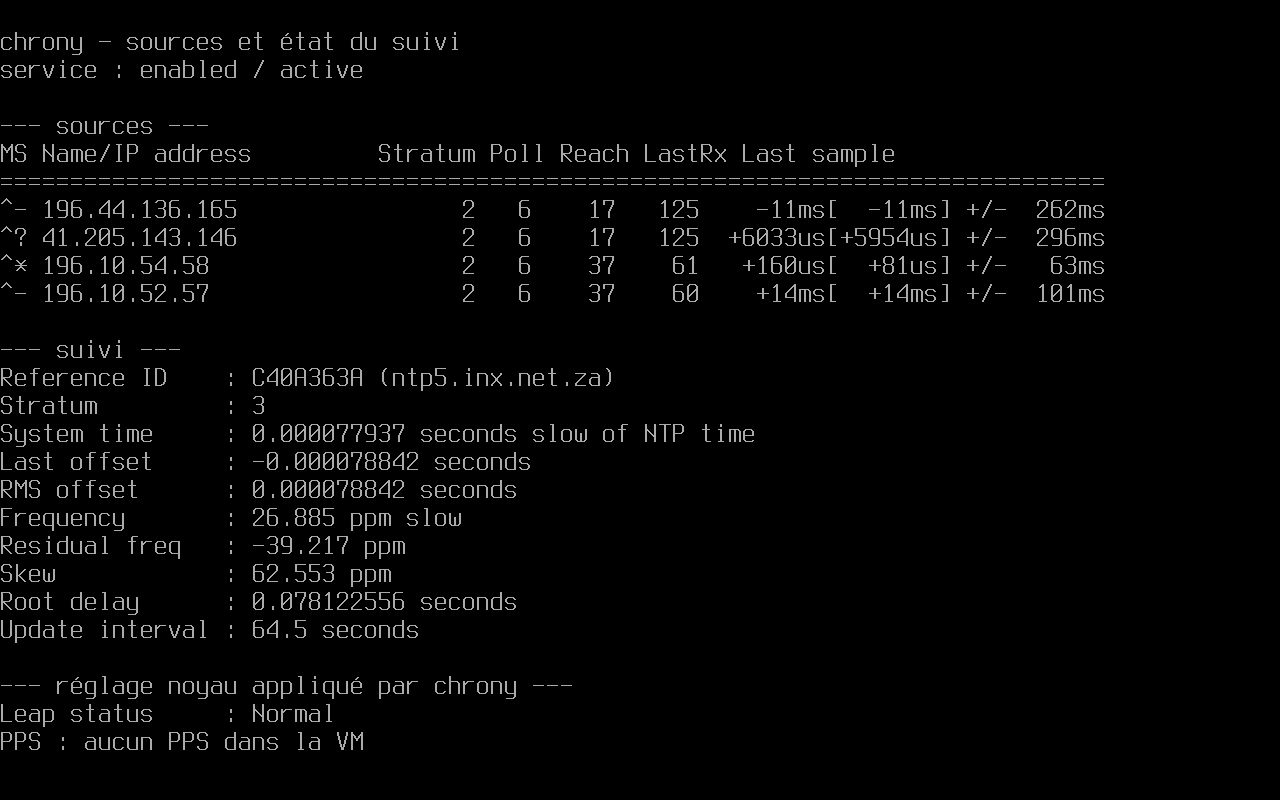 chrony - sources et état du suivi
service : enabled / active
--- sources ---
MS Name/IP address         Stratum Poll Reach LastRx Last sample
===============================================================================
^- 196.44.136.165                2   6    17   125    -11ms[  -11ms] +/-  262ms
^? 41.205.143.146                2   6    17   125  +6033us[+5954us] +/-  296ms
^* 196.10.54.58                  2   6    37    61   +160us[  +81us] +/-   63ms
^- 196.10.52.57                  2   6    37    60    +14ms[  +14ms] +/-  101ms
--- suivi ---
Reference ID    : C40A363A (ntp5.inx.net.za)
Stratum         : 3
System time     : 0.000077937 seconds slow of NTP time
Last offset     : -0.000078842 seconds
RMS offset      : 0.000078842 seconds
Frequency       : 26.885 ppm slow
Residual freq   : -39.217 ppm
Skew            : 62.553 ppm
Root delay      : 0.078122556 seconds
Update interval : 64.5 seconds
--- réglage noyau appliqué par chrony ---
Leap status     : Normal
PPS : aucun PPS dans la VM